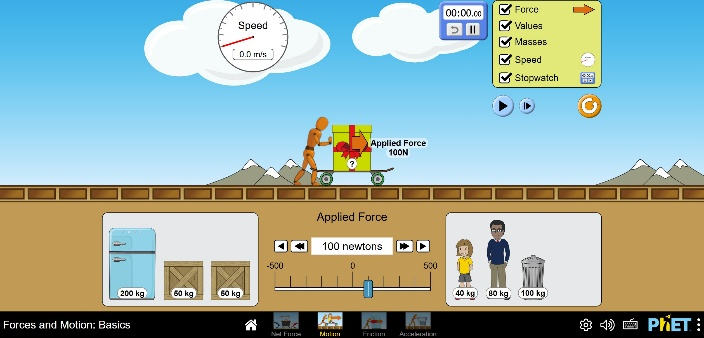 Speed
0.0 m/s
00:00.00
Force
Values
Masses
Speed
Stopwatch
Applied Force
100N
?
Applied Force
100 newtons
-500
0
500
200 kg
50 kg
50 kg
40 kg
80 kg
100 kg
Forces and Motion: Basics
Net Force
Motion
Friction
Acceleration
PhET